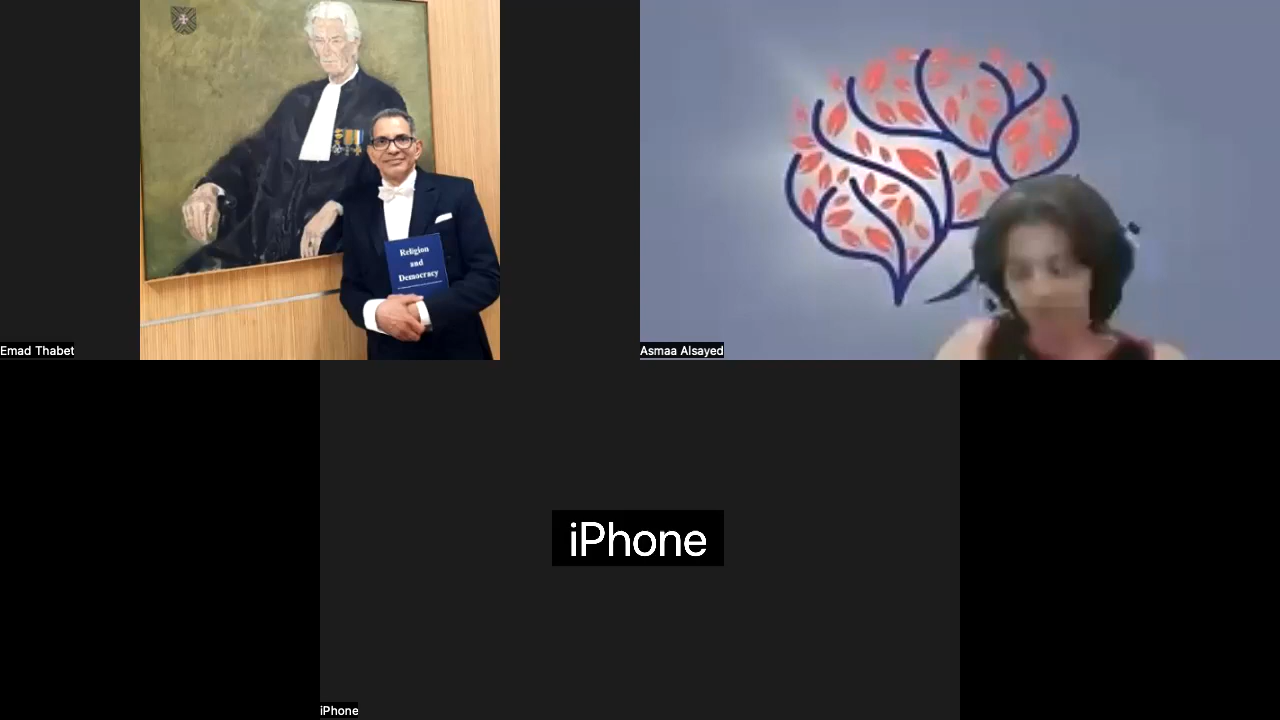 Religion
and
Democracy
Emad Thabet
Asmaa Alsayed
iPhone
iPhone